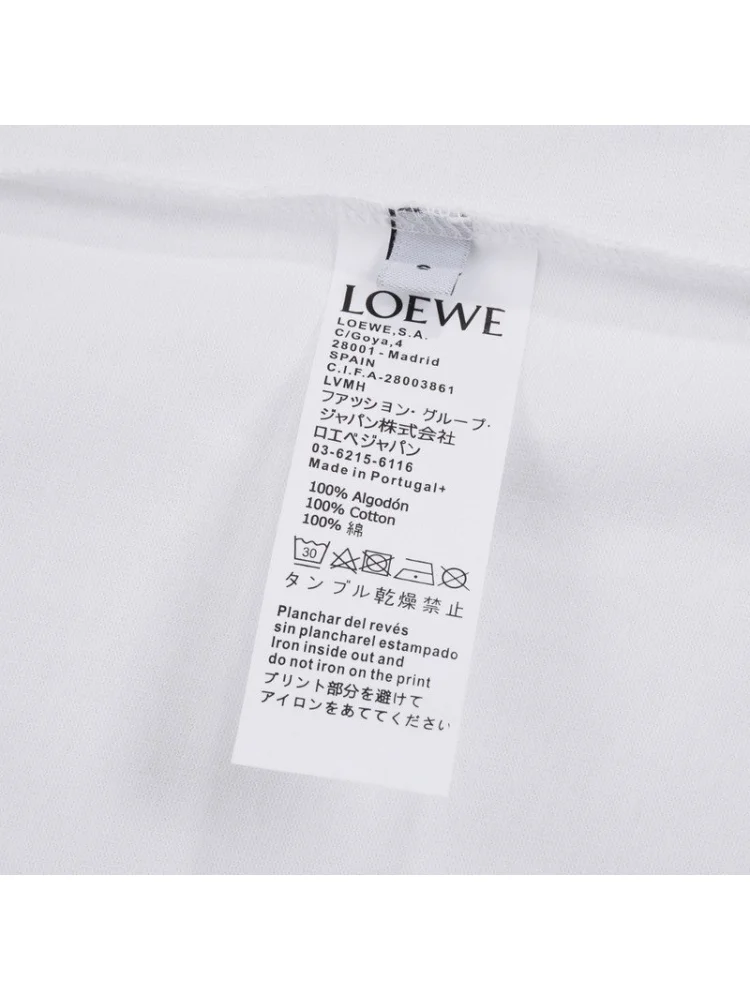 LOEWE
LOEWE,S.A.
C/Goya,4
28001 - Madrid
SPAIN
C.I.F.A-28003861
LVMH
ファッション・グループ・
ジャパン株式会社
ロエベジャパン
03-6215-6116
Made in Portugal+
100% Algodón
100% Cotton
100% 綿
30
タンブル乾燥禁止
Planchar del revés
sin plancharel estampado
Iron inside out and
do not iron on the print
プリント部分を避けて
アイロンをあててください